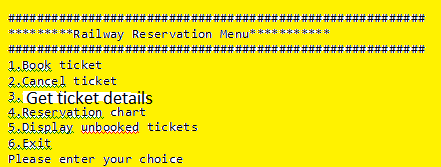 ##########################################################
*********Railway Reservation Menu***********
##########################################################
1.Book ticket
2.Cancel ticket
3. Get ticket details
4.Reservation chart
5.Display unbooked tickets
6.Exit
Please enter your choice